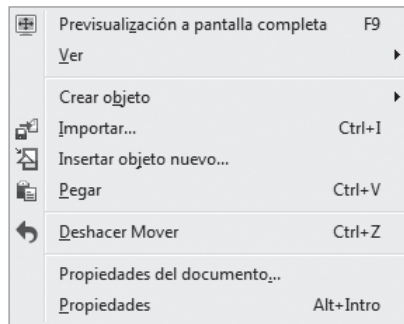 Previsualización a pantalla completa F9
Ver
Crear objeto
Importar... Ctrl+I
Insertar objeto nuevo...
Pegar Ctrl+V
Deshacer Mover Ctrl+Z
Propiedades del documento...
Propiedades Alt+Intro